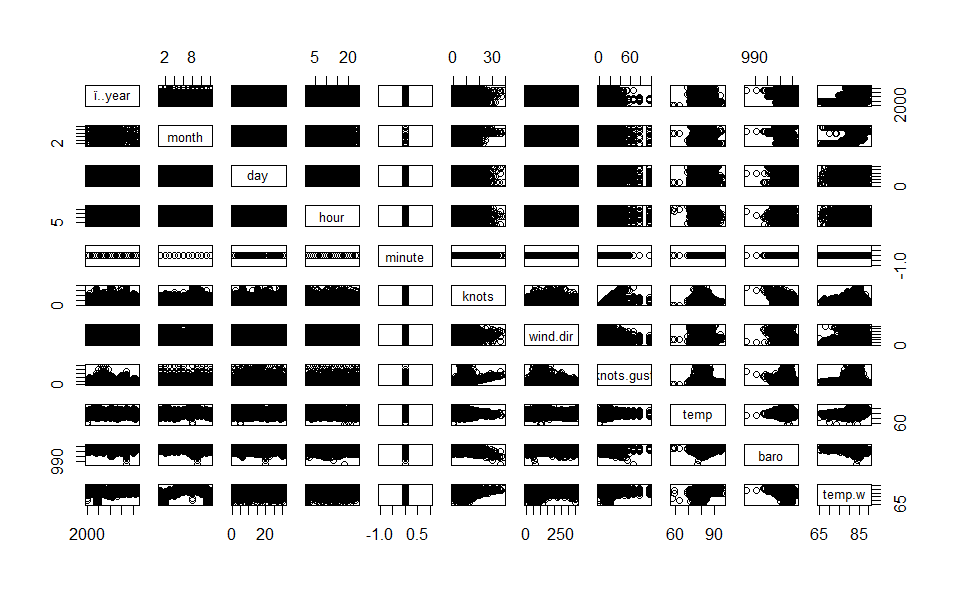 2 8 5 20 0 30 0 60 990
ï..year 2000
2 month
day 0
5 hour
minute -1.0
0 knots
wind.dir 0
0 knots.gust
temp 60
990 baro
temp.w 65
2000 0 20 -1.0 0.5 0 250 60 90 65 85